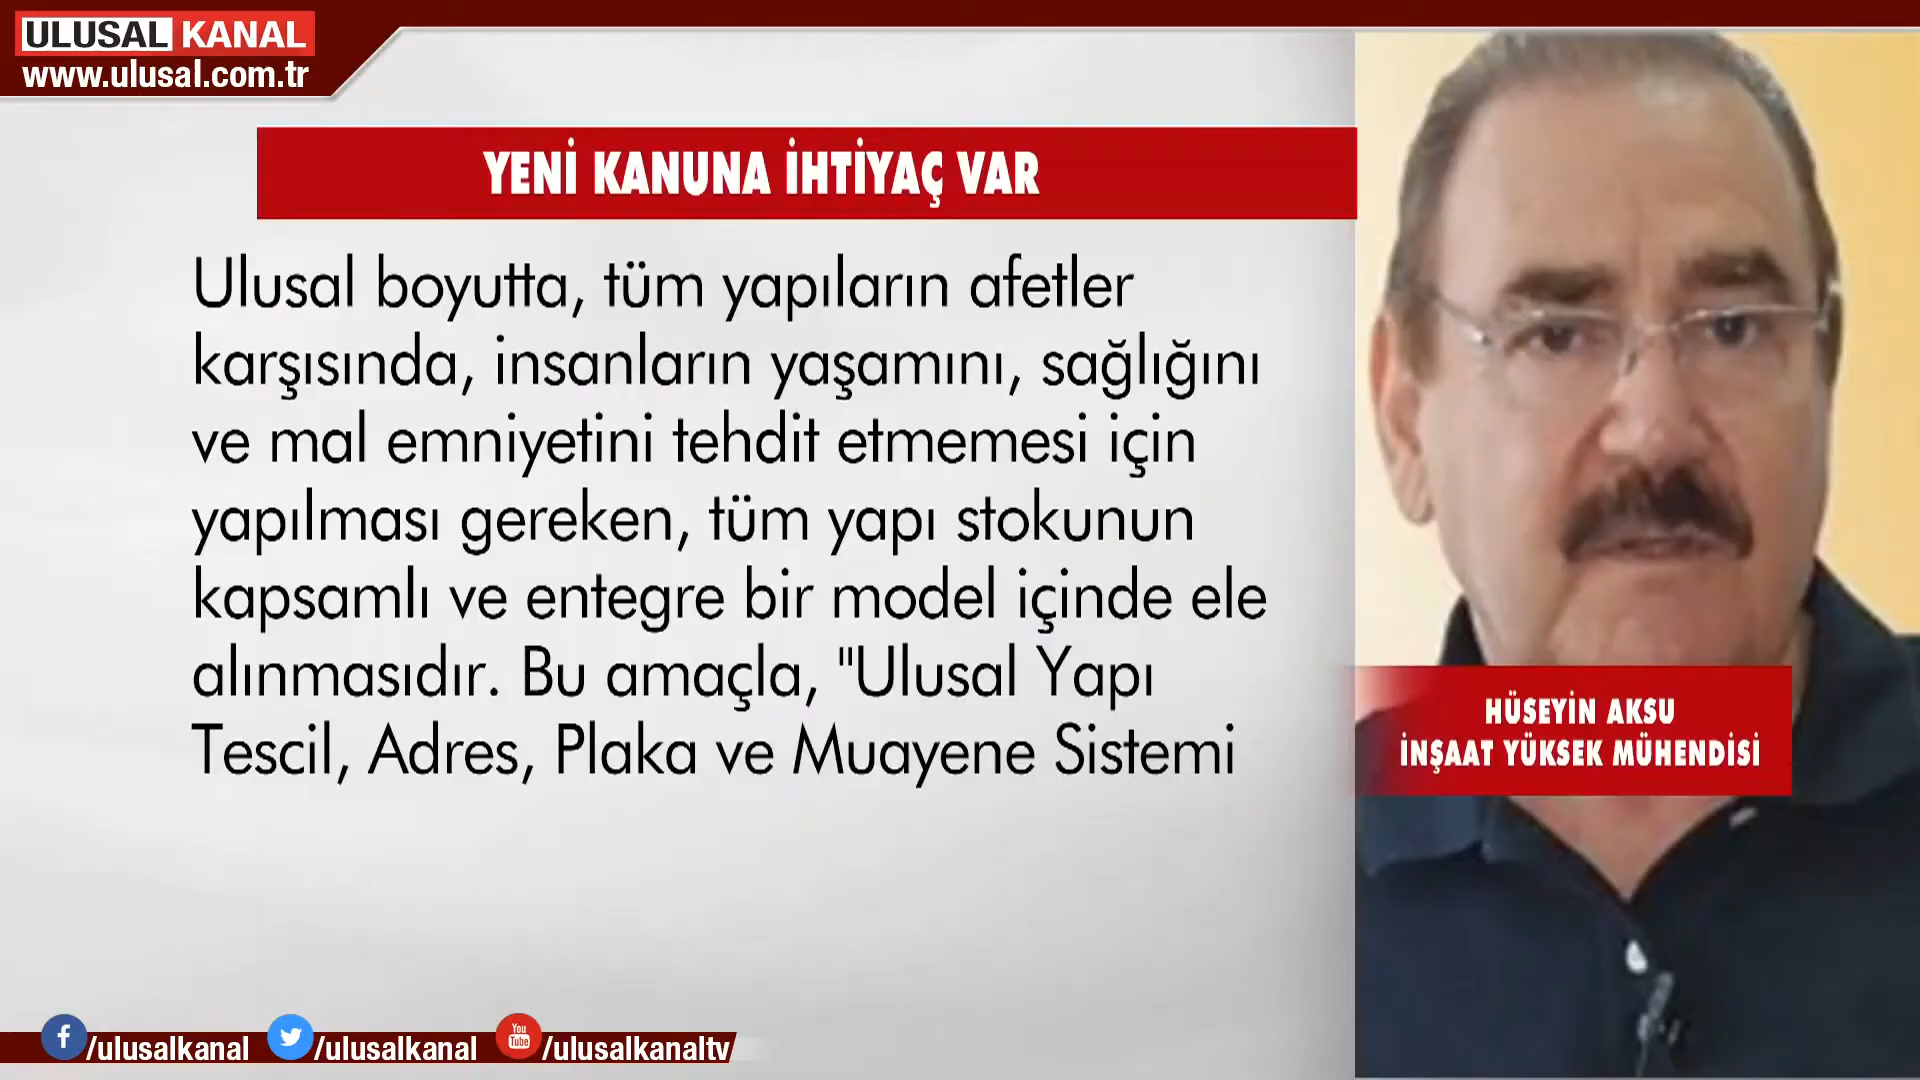 ULUSAL KANAL
www.ulusal.com.tr
YENİ KANUNA İHTİYAÇ VAR
Ulusal boyutta, tüm yapıların afetler
karşısında, insanların yaşamını, sağlığını
ve mal emniyetini tehdit etmemesi için
yapılması gereken, tüm yapı stokunun
kapsamlı ve entegre bir model içinde ele
alınmasıdır. Bu amaçla, "Ulusal Yapı
Tescil, Adres, Plaka ve Muayene Sistemi
HÜSEYİN AKSU
İNŞAAT YÜKSEK MÜHENDİSİ
f /ulusalkanal
/ulusalkanal
You Tube /ulusalkanaltv